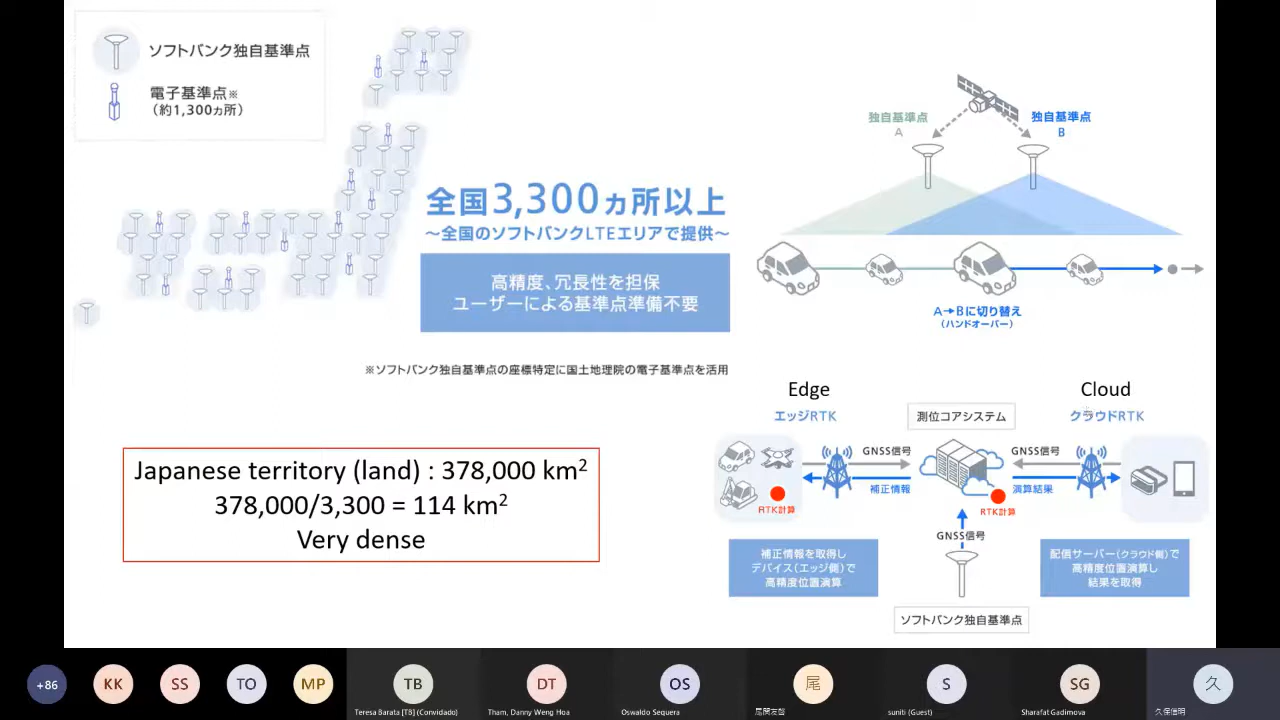 ソフトバンク独自基準点
電子基準点※
(約1,300ヵ所)
全国3,300ヵ所以上
～全国のソフトバンクLTEエリアで提供～
高精度、冗長性を担保
ユーザーによる基準点準備不要
※ソフトバンク独自基準点の座標特定に国土地理院の電子基準点を活用
独自基準点
A
独自基準点
B
A→Bに切り替え
(ハンドオーバー)
Japanese territory (land) : 378,000 km²
378,000/3,300 = 114 km²
Very dense
Edge
エッジRTK
測位コアシステム
Cloud
クラウドRTK
GNSS信号
補正情報
RTK計算
GNSS信号
演算結果
RTK計算
GNSS信号
補正情報を取得し
デバイス(エッジ側)で
高精度位置演算
配信サーバー(クラウド側)で
高精度位置演算し
結果を取得
ソフトバンク独自基準点
+86
KK
SS
TO
MP
TB
Teresa Barata [TB] (Convidado)
DT
Tham, Danny Weng Hoa
OS
Oswaldo Sequera
尾
尾関友啓
S
suniti (Guest)
SG
Sharafat Gadimova
久
久保信明